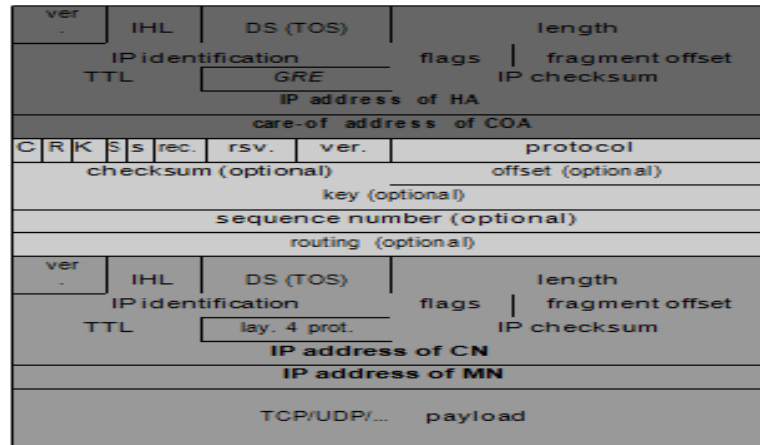 ver
. IHL DS (TOS) length
IP identification flags fragment offset
TTL GRE IP checksum
IP address of HA
care-of address of COA
C R K S s rec. rsv. ver. protocol
checksum (optional) offset (optional)
key (optional)
sequence number (optional)
routing (optional)
ver
. IHL DS (TOS) length
IP identification flags fragment offset
TTL lay. 4 prot. IP checksum
IP address of CN
IP address of MN
TCP/UDP/... payload